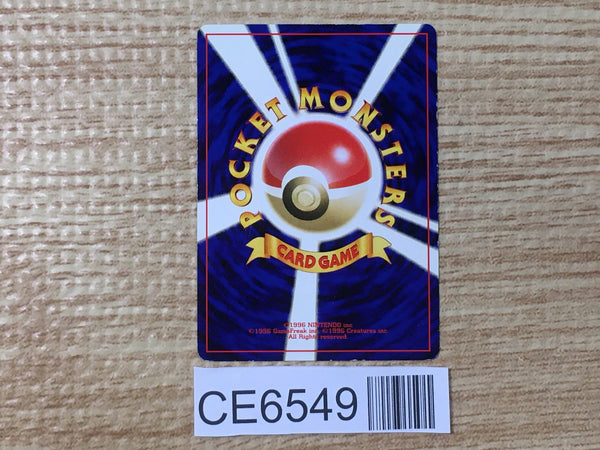 POCKET MONSTERS
CARD GAME
©1996 NINTENDO inc.
©1996 GameFreak inc. ©1996 Creatures inc.
All Rights reserved.
CE6549